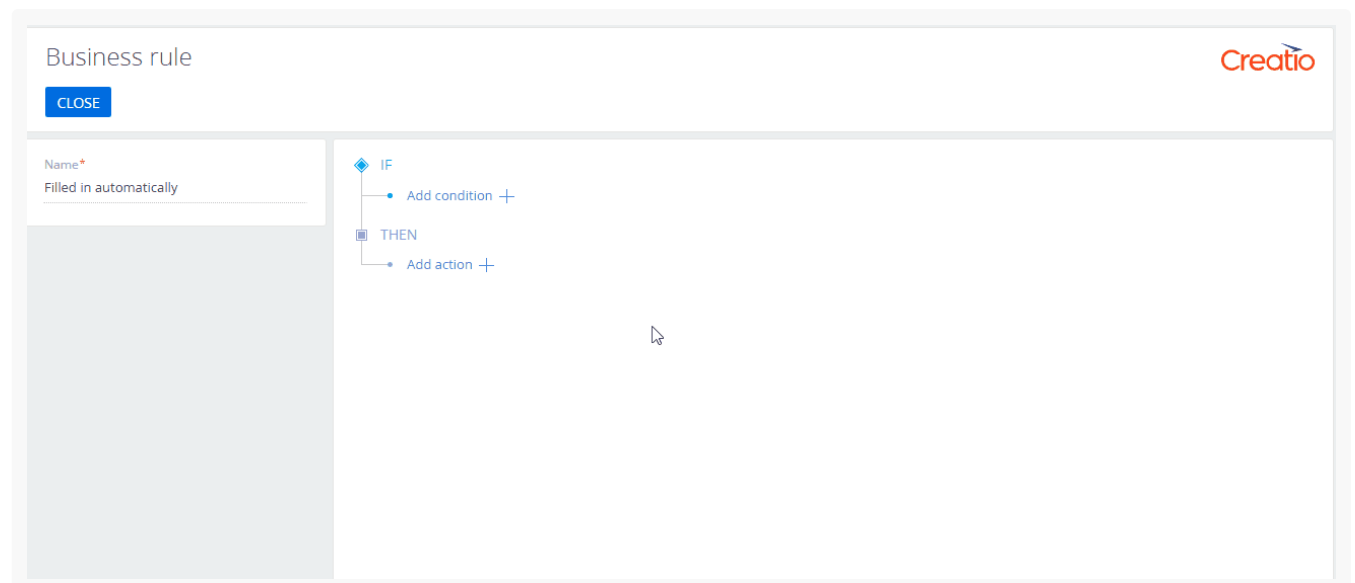 Business rule
Creatio
CLOSE
Name*
Filled in automatically
IF
Add condition
THEN
Add action